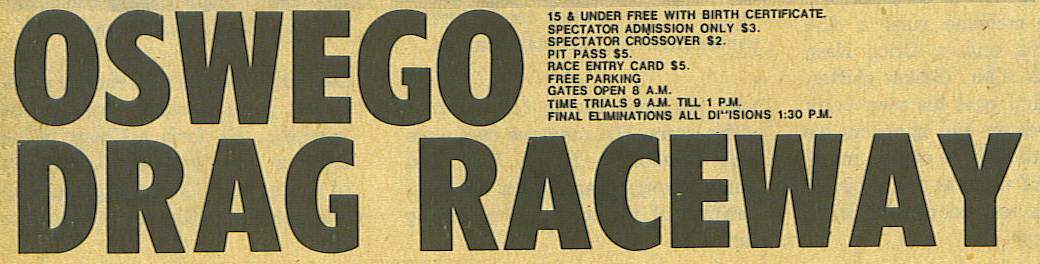 OSWEGO
15 & UNDER FREE WITH BIRTH CERTIFICATE.
SPECTATOR ADMISSION ONLY $3.
SPECTATOR CROSSOVER $2.
PIT PASS $5.
RACE ENTRY CARD $5.
FREE PARKING
GATES OPEN 8 A.M.
TIME TRIALS 9 A.M. TILL 1 P.M.
FINAL ELIMINATIONS ALL DIVISIONS 1:30 P.M.
DRAG RACEWAY